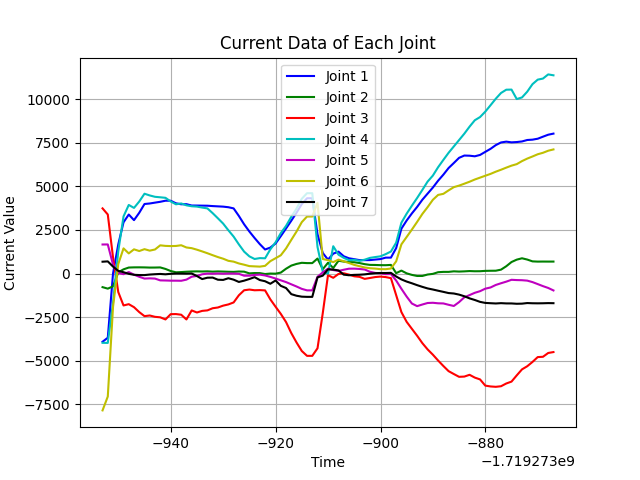 Current Data of Each Joint
Current Value
10000
7500
5000
2500
0
−2500
−5000
−7500
Joint 1
Joint 2
Joint 3
Joint 4
Joint 5
Joint 6
Joint 7
−940 −920 −900 −880
Time
−1.719273e9